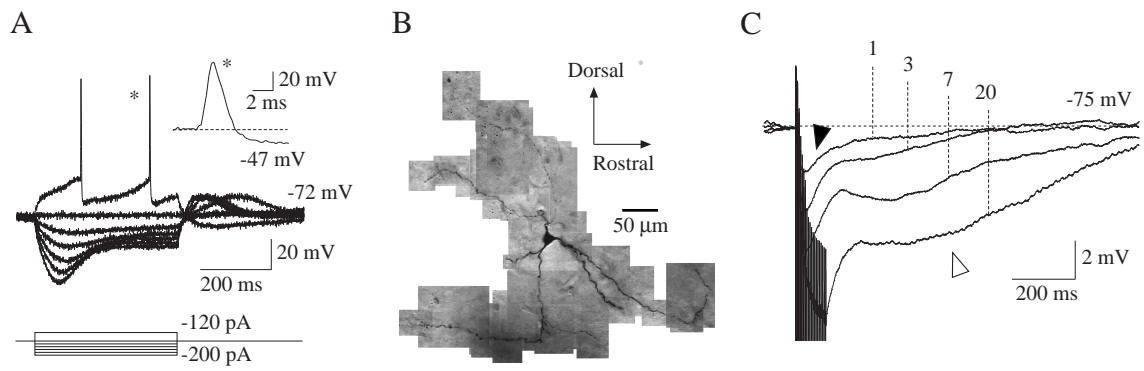 A
*
*
20 mV
2 ms
-47 mV
-72 mV
20 mV
200 ms
-120 pA
-200 pA
B
Dorsal
Rostral
50 µm
C
1
3
7
20
-75 mV
2 mV
200 ms